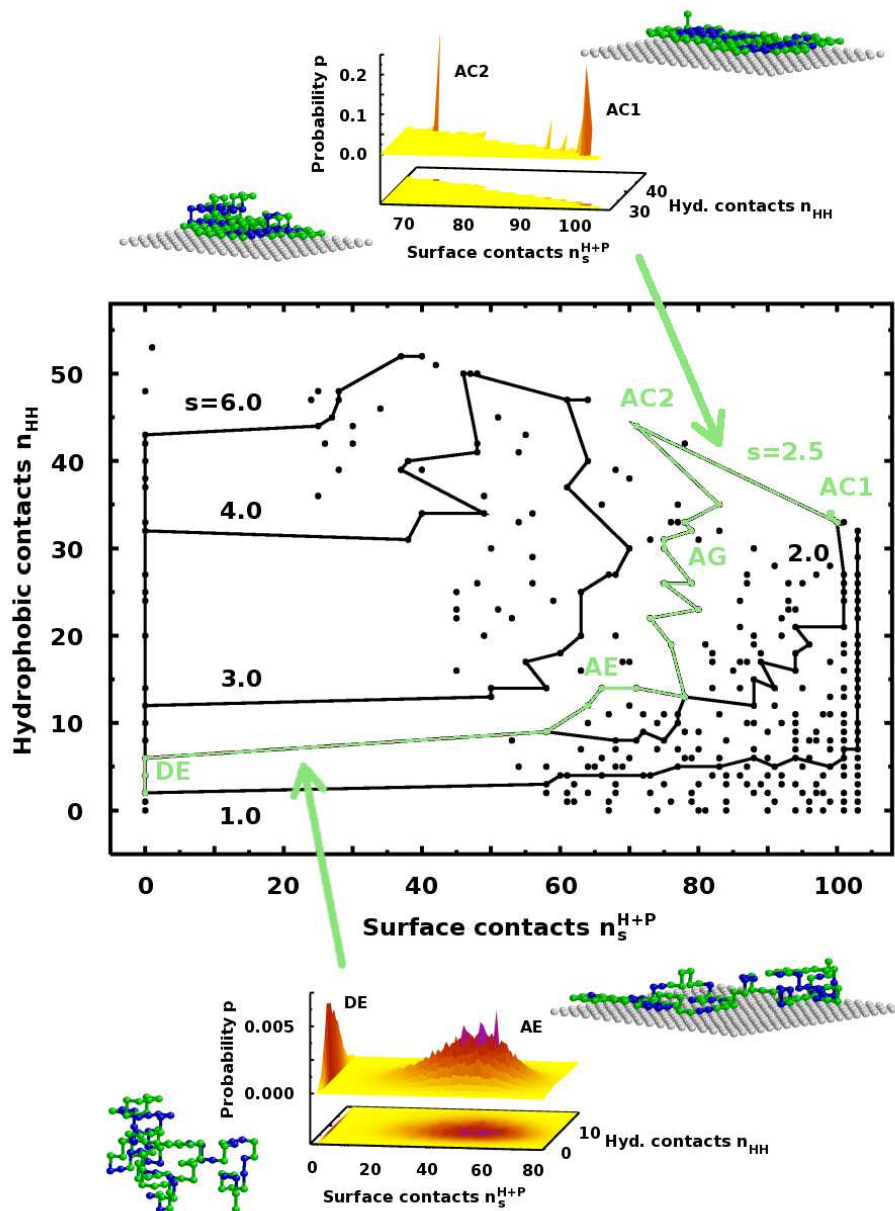 0.2
0.1
0.0
Probability p
AC2
AC1
40
30
Hyd. contacts n_HH
70 80 90 100
Surface contacts n_s^H+P
50
40
30
20
10
0
Hydrophobic contacts n_HH
s=6.0
4.0
3.0
DE
1.0
AC2
s=2.5
AC1
2.0
AG
AE
0 20 40 60 80 100
Surface contacts n_s^H+P
0.005
0.000
Probability p
DE
AE
10
0
Hyd. contacts n_HH
0 20 40 60 80
Surface contacts n_s^H+P